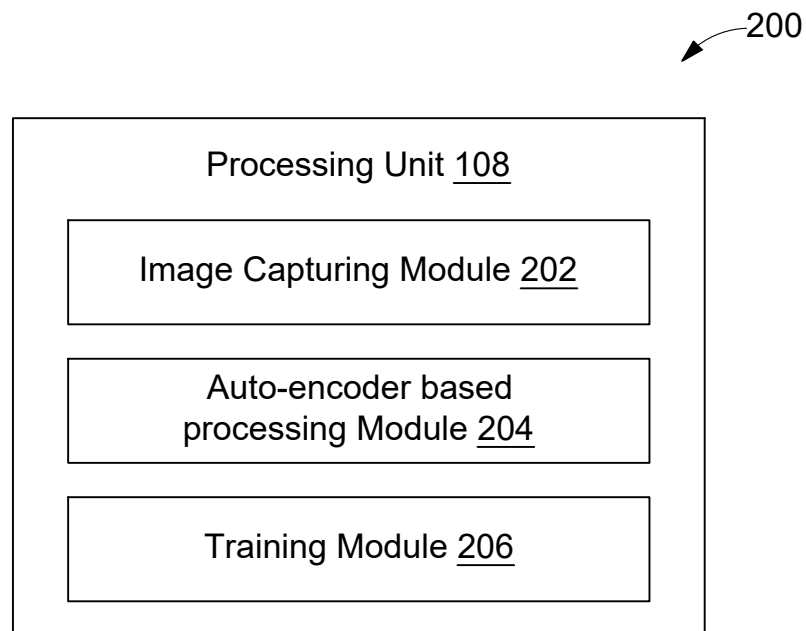 200
Processing Unit 108
Image Capturing Module 202
Auto-encoder based
processing Module 204
Training Module 206